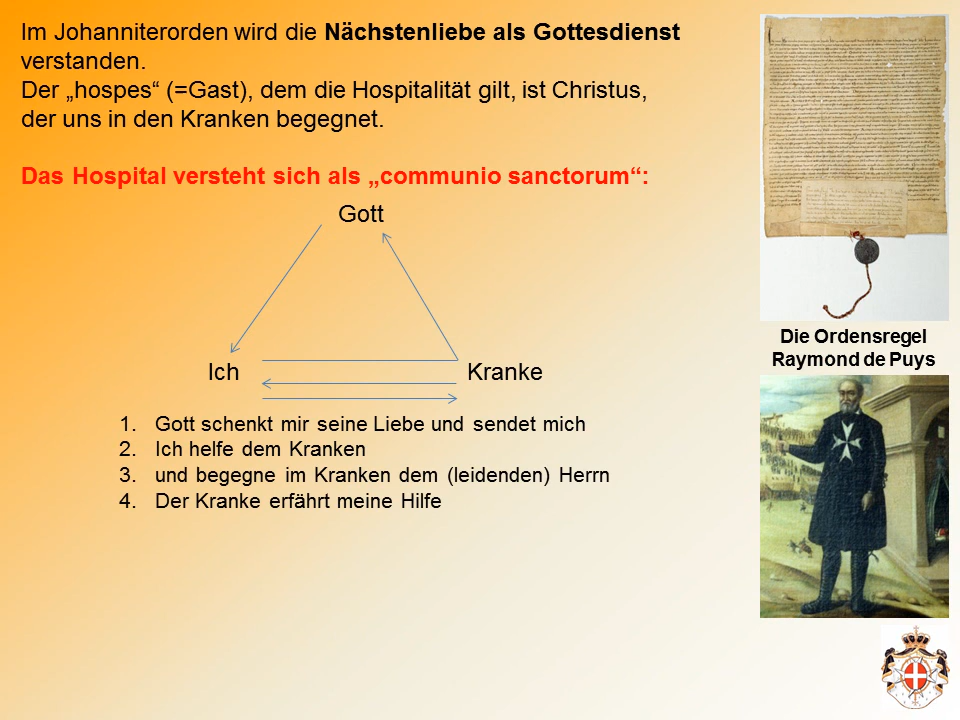 Im Johanniterorden wird die Nächstenliebe als Gottesdienst
verstanden.
Der „hospes“ (=Gast), dem die Hospitalität gilt, ist Christus,
der uns in den Kranken begegnet.
Das Hospital versteht sich als „communio sanctorum“:
Gott
Ich
Kranke
1. Gott schenkt mir seine Liebe und sendet mich
2. Ich helfe dem Kranken
3. und begegne im Kranken dem (leidenden) Herrn
4. Der Kranke erfährt meine Hilfe
Die Ordensregel
Raymond de Puys